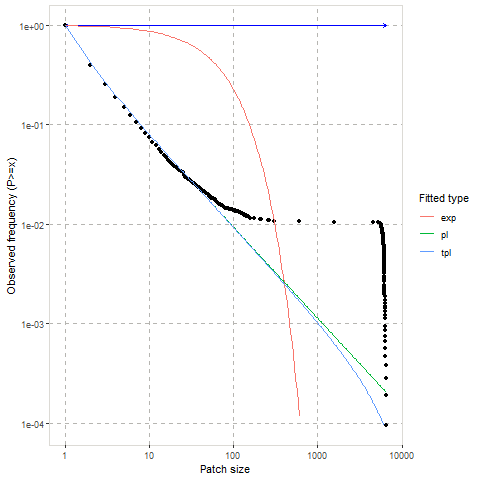 1e+00
1e-01
1e-02
1e-03
1e-04
Observed frequency (P>=x)
1
10
100
1000
10000
Patch size
Fitted type
exp
pl
tpl